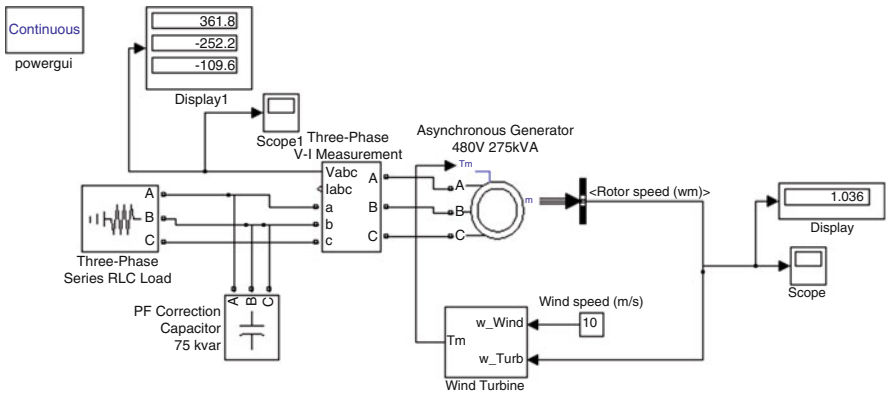 Continuous
powergui
361.8
-252.2
-109.6
Display1
Scope1
Three-Phase
V-I Measurement
Vabc
Iabc
a
b
c
A
B
C
Asynchronous Generator
480V 275kVA
Tm
A
B
C
m
<Rotor speed (wm)>
1.036
Display
Scope
A
B
C
Three-Phase
Series RLC Load
A
B
C
PF Correction
Capacitor
75 kvar
Wind speed (m/s)
10
w_Wind
Tm
w_Turb
Wind Turbine